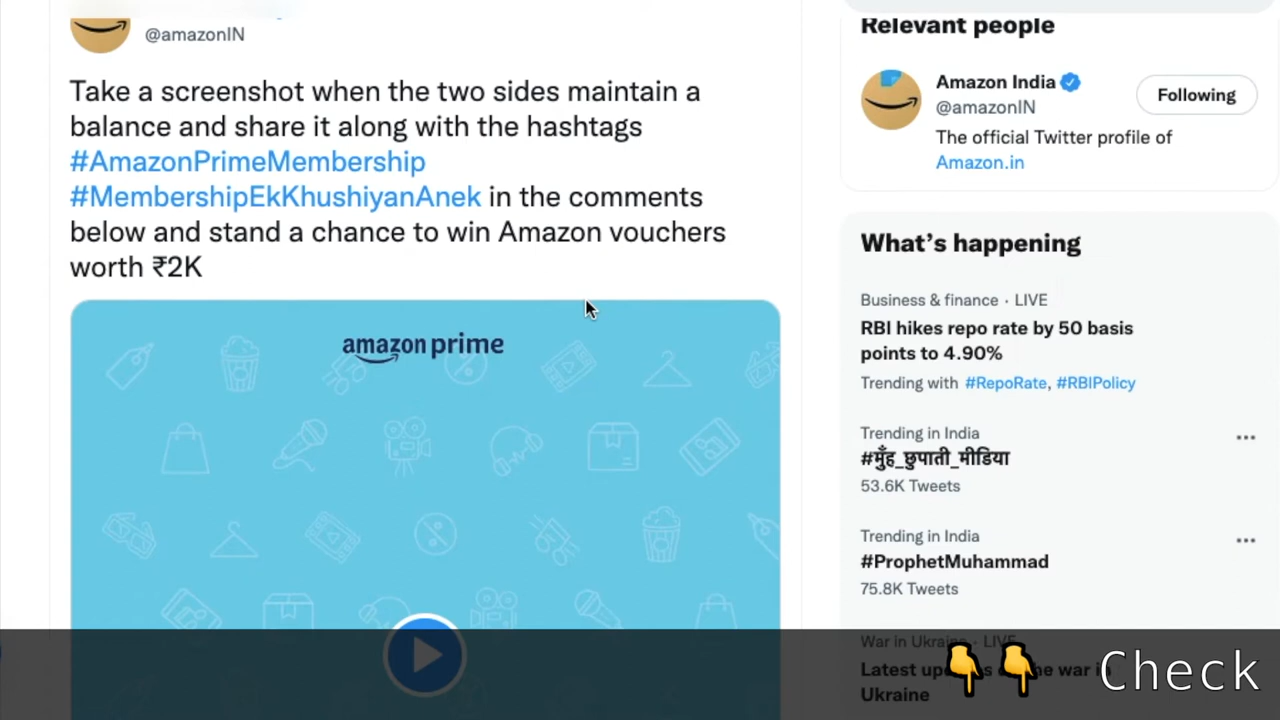 @amazonIN
Take a screenshot when the two sides maintain a
balance and share it along with the hashtags
#AmazonPrimeMembership
#MembershipEkKhushiyanAnek in the comments
below and stand a chance to win Amazon vouchers
worth ₹2K
amazon prime
Relevant people
Amazon India
@amazonIN
Following
The official Twitter profile of
Amazon.in
What's happening
Business & finance · LIVE
RBI hikes repo rate by 50 basis
points to 4.90%
Trending with #RepoRate, #RBIPolicy
Trending in India
#मुँह_छुपाती_मीडिया
53.6K Tweets
Trending in India
#ProphetMuhammad
75.8K Tweets
War in Ukraine · LIVE
Latest the war in
Ukraine
👇👇 Check